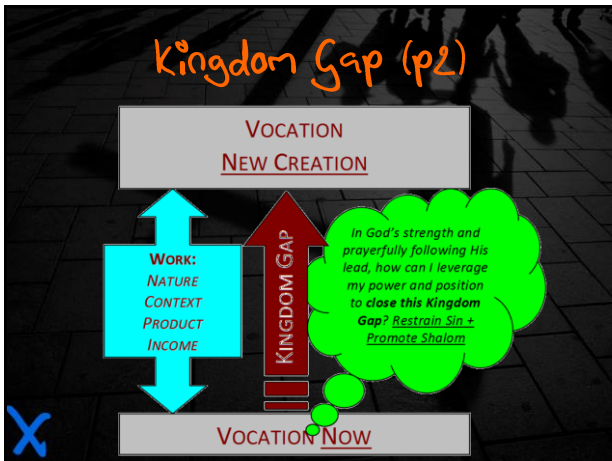 Kingdom Gap (p2)
VOCATION
NEW CREATION
WORK:
NATURE
CONTEXT
PRODUCT
INCOME
KINGDOM GAP
In God's strength and
prayerfully following His
lead, how can I leverage
my power and position
to close this Kingdom
Gap? Restrain Sin +
Promote Shalom
VOCATION NOW
X